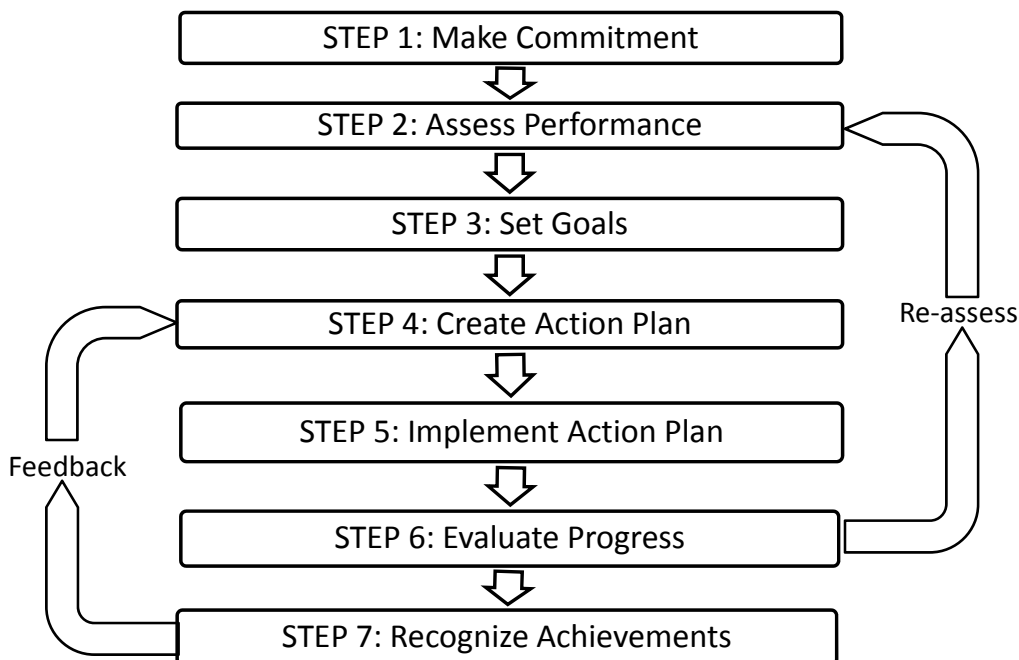 STEP 1: Make Commitment
STEP 2: Assess Performance
STEP 3: Set Goals
STEP 4: Create Action Plan
Re-assess
STEP 5: Implement Action Plan
Feedback
STEP 6: Evaluate Progress
STEP 7: Recognize Achievements